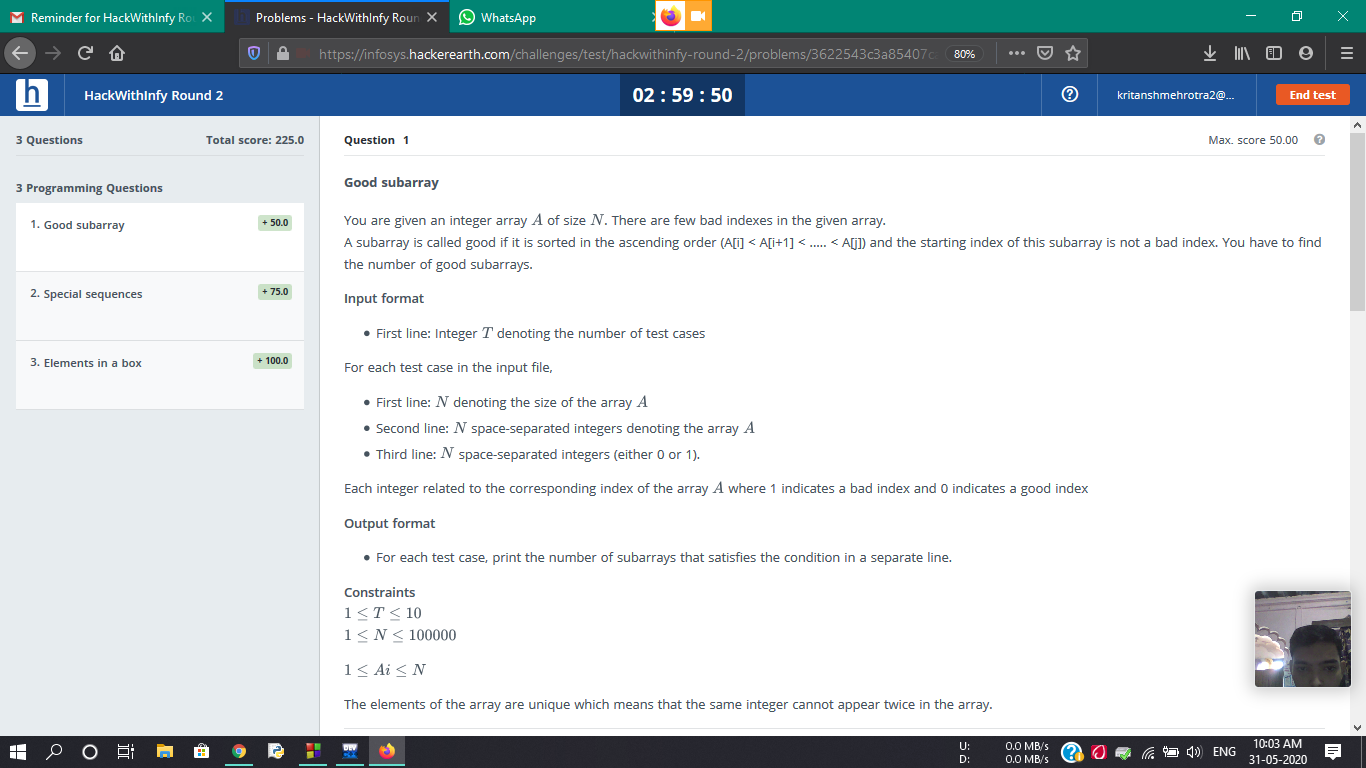 Reminder for HackWithInfy Ro
Problems - HackWithInfy Roun
WhatsApp
https://infosys.hackerearth.com/challenges/test/hackwithinfy-round-2/problems/3622543c3a85407c
80%
h
HackWithInfy Round 2
02 : 59 : 50
kritanshmehrotra2@...
End test
3 Questions
Total score: 225.0
3 Programming Questions
1. Good subarray
+ 50.0
2. Special sequences
+ 75.0
3. Elements in a box
+ 100.0
Question 1
Max. score 50.00
Good subarray
You are given an integer array A of size N. There are few bad indexes in the given array.
A subarray is called good if it is sorted in the ascending order (A[i] < A[i+1] < ..... < A[j]) and the starting index of this subarray is not a bad index. You have to find
the number of good subarrays.
Input format
• First line: Integer T denoting the number of test cases
For each test case in the input file,
• First line: N denoting the size of the array A
• Second line: N space-separated integers denoting the array A
• Third line: N space-separated integers (either 0 or 1).
Each integer related to the corresponding index of the array A where 1 indicates a bad index and 0 indicates a good index
Output format
• For each test case, print the number of subarrays that satisfies the condition in a separate line.
Constraints
1 ≤ T ≤ 10
1 ≤ N ≤ 100000
1 ≤ Ai ≤ N
The elements of the array are unique which means that the same integer cannot appear twice in the array.
U: 0.0 MB/s
D: 0.0 MB/s
ENG
10:03 AM
31-05-2020